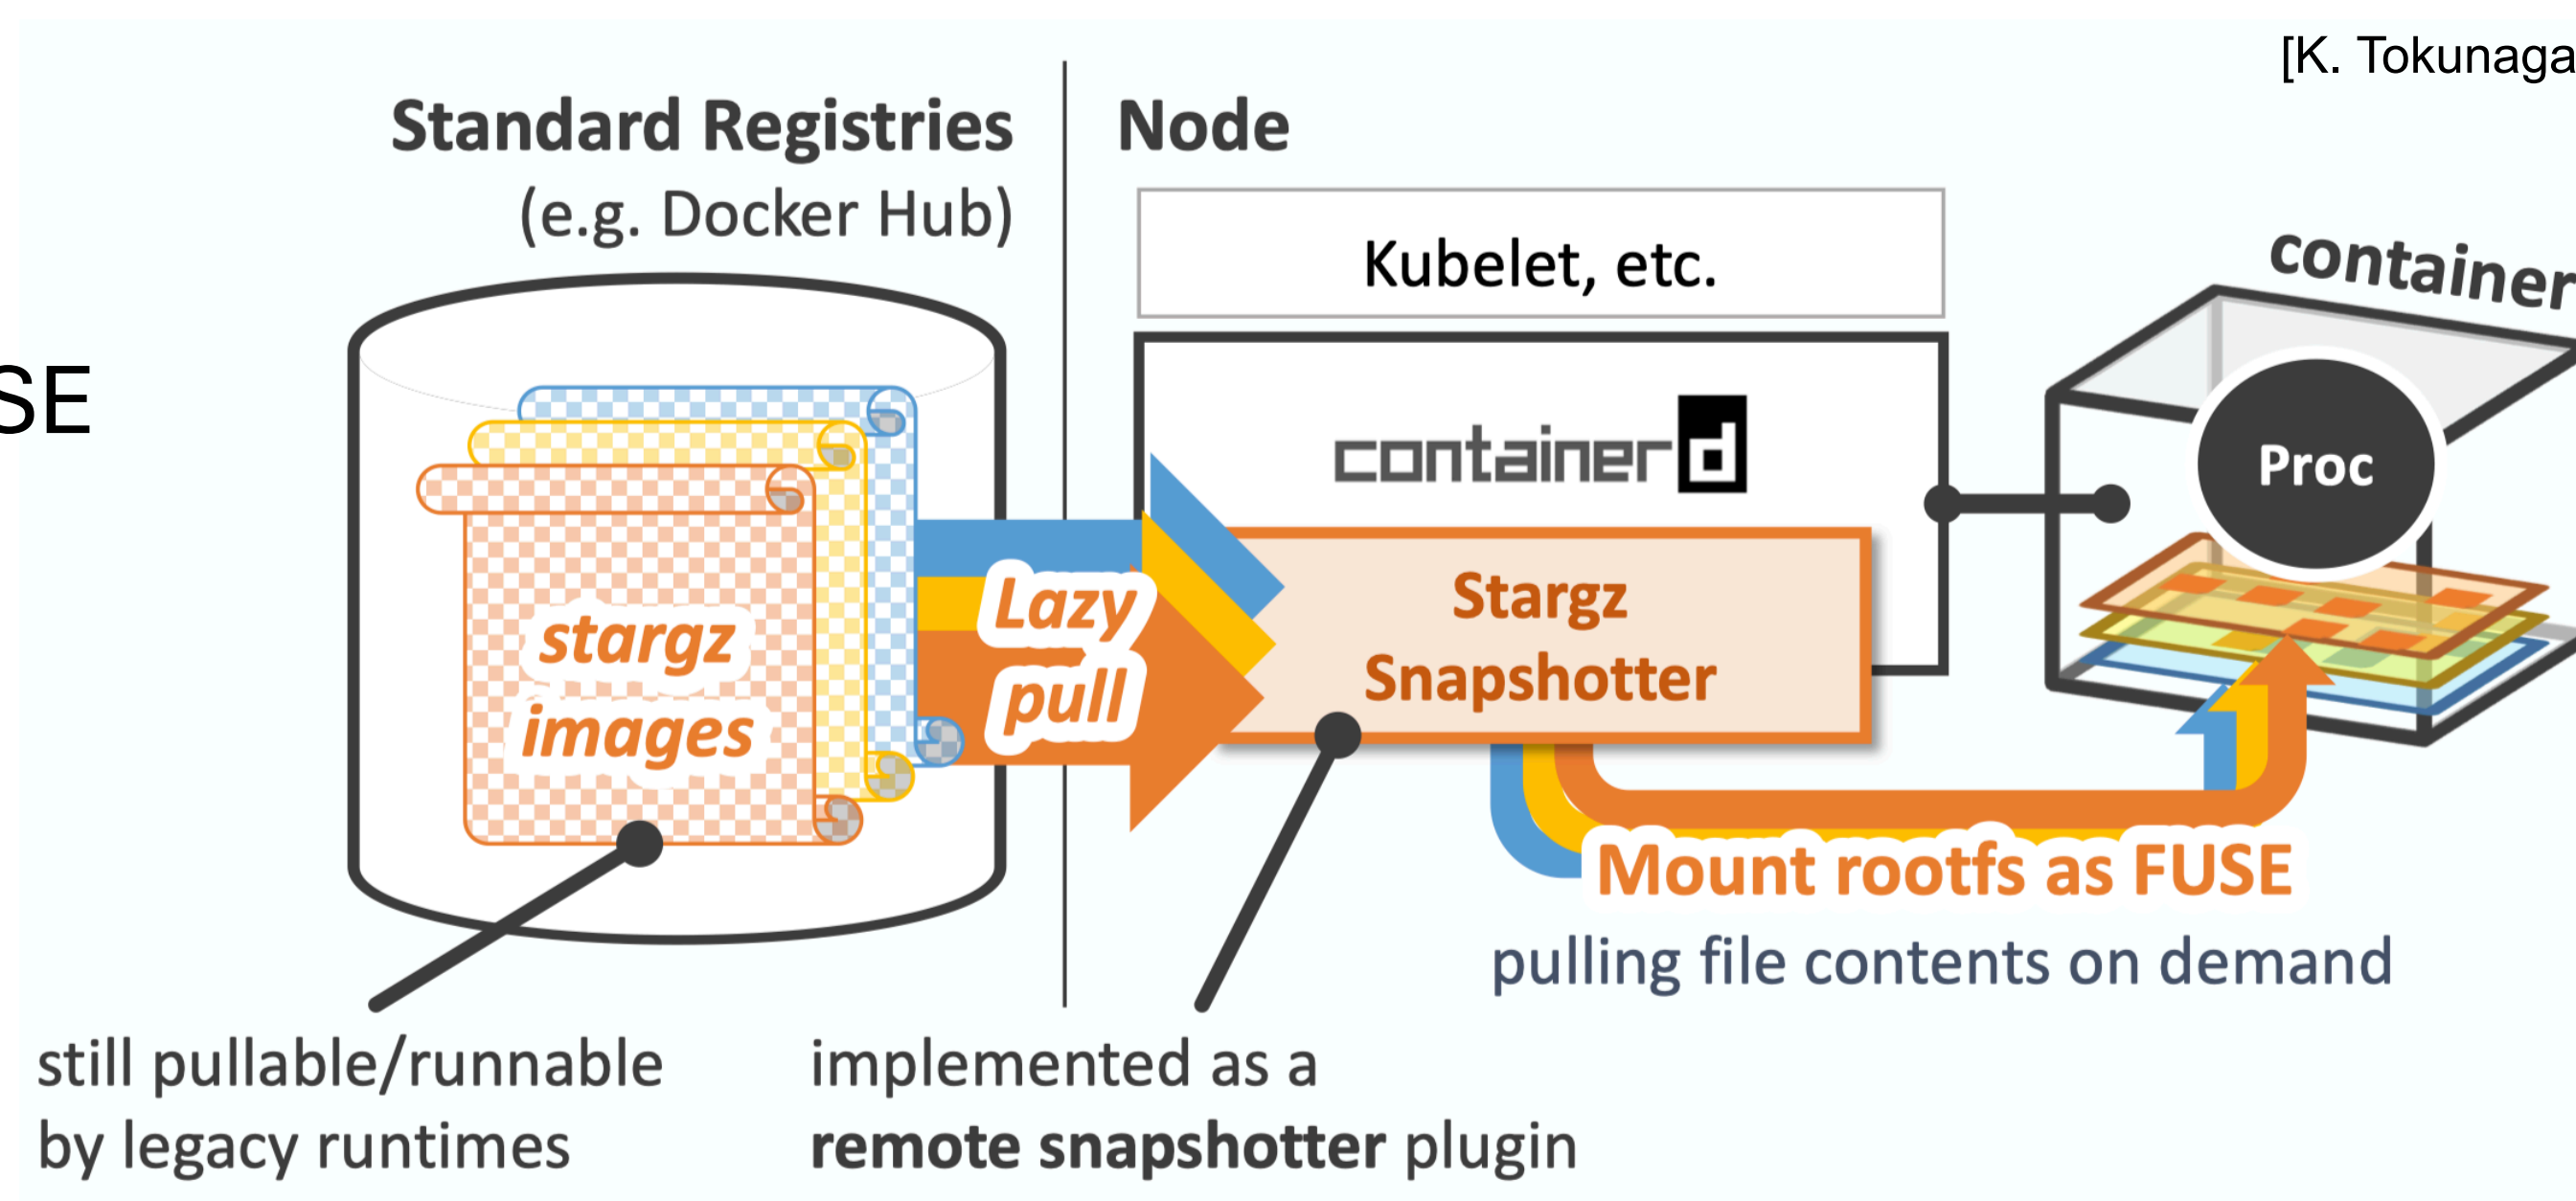 [K. Tokunaga
Standard Registries
(e.g. Docker Hub)
Node
Kubelet, etc.
container
SE
containerd
Proc
stargz
images
Lazy
pull
Stargz
Snapshotter
Mount rootfs as FUSE
pulling file contents on demand
still pullable/runnable
by legacy runtimes
implemented as a
remote snapshotter plugin